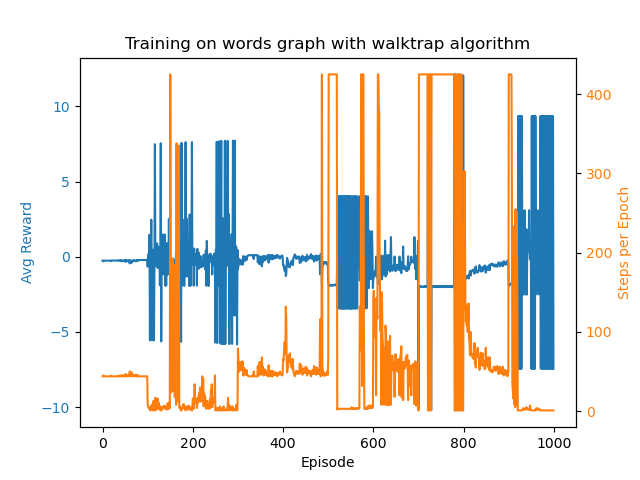 Training on words graph with walktrap algorithm
Avg Reward
10
5
0
−5
−10
400
300
200
100
0
Steps per Epoch
0 200 400 600 800 1000
Episode